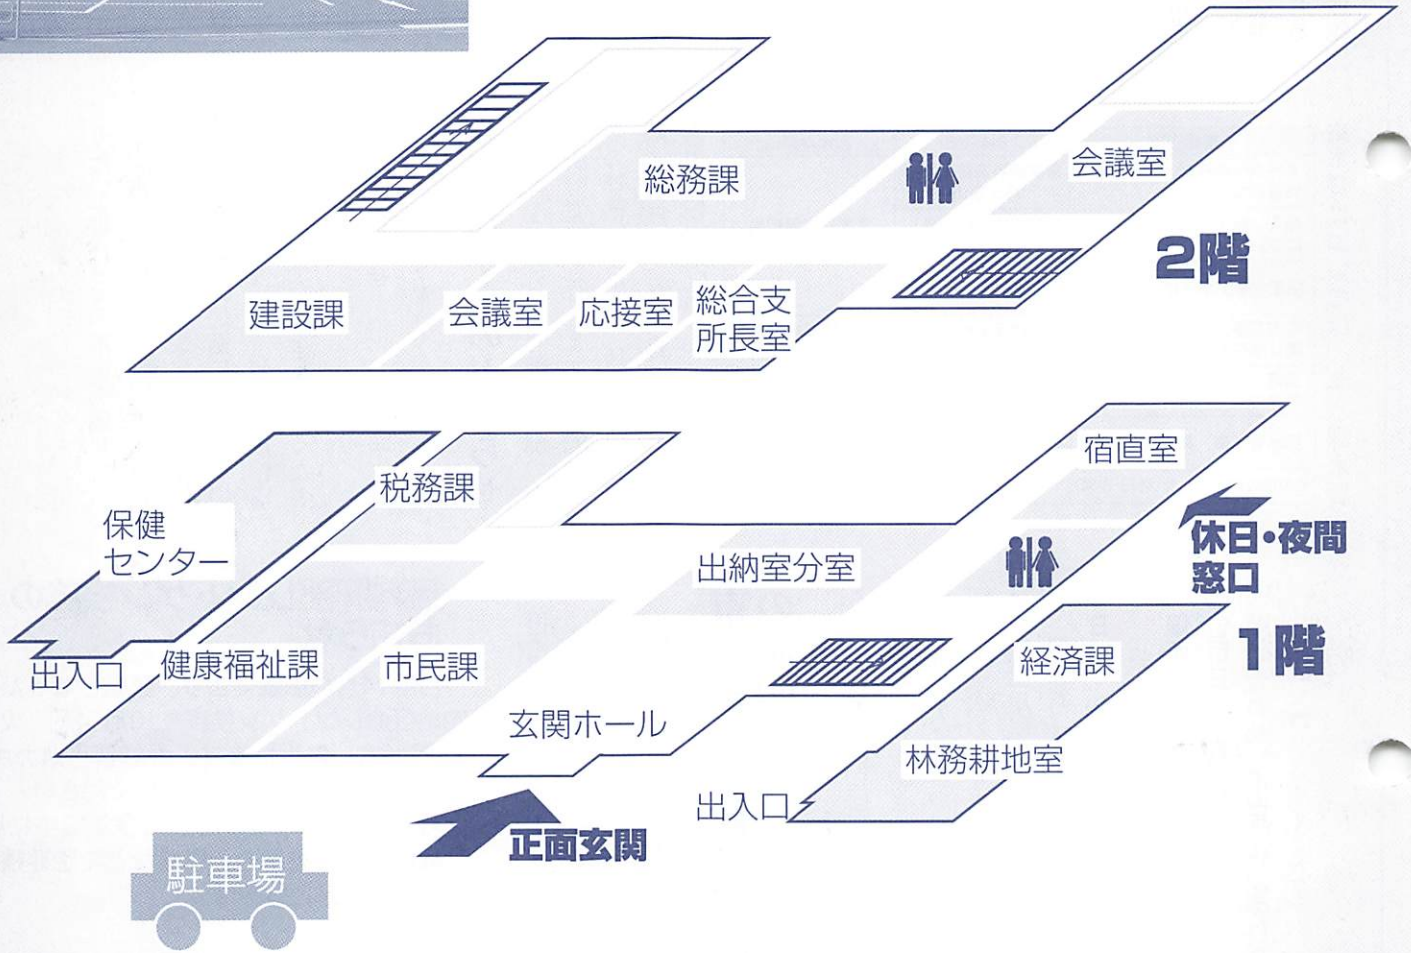 総務課
会議室
2階
建設課
会議室
応接室
総合支
所長室
宿直室
税務課
保健
センター
休日・夜間
窓口
出納室分室
1階
出入口
健康福祉課
市民課
経済課
玄関ホール
林務耕地室
出入口
正面玄関
駐車場